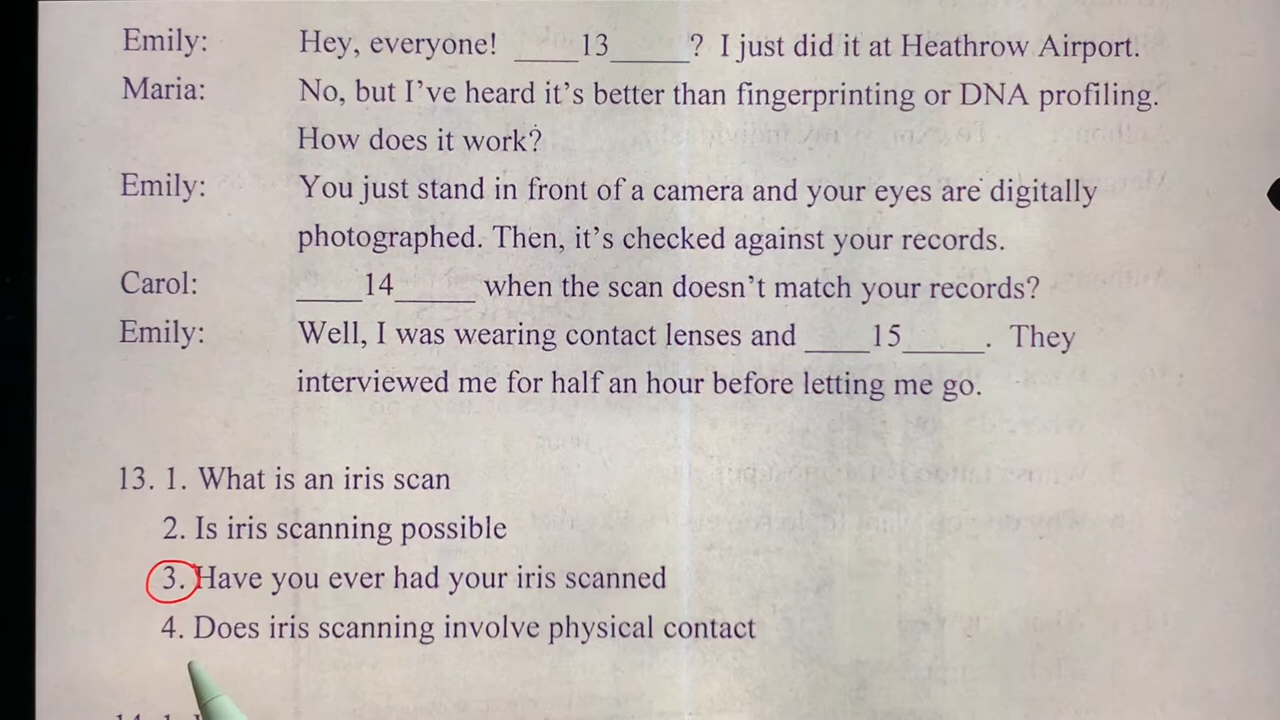 Emily: Hey, everyone! ____13_____? I just did it at Heathrow Airport.
Maria: No, but I've heard it's better than fingerprinting or DNA profiling.
How does it work?
Emily: You just stand in front of a camera and your eyes are digitally
photographed. Then, it's checked against your records.
Carol: ____14_____ when the scan doesn't match your records?
Emily: Well, I was wearing contact lenses and ____15_____. They
interviewed me for half an hour before letting me go.
13. 1. What is an iris scan
2. Is iris scanning possible
3. Have you ever had your iris scanned
4. Does iris scanning involve physical contact